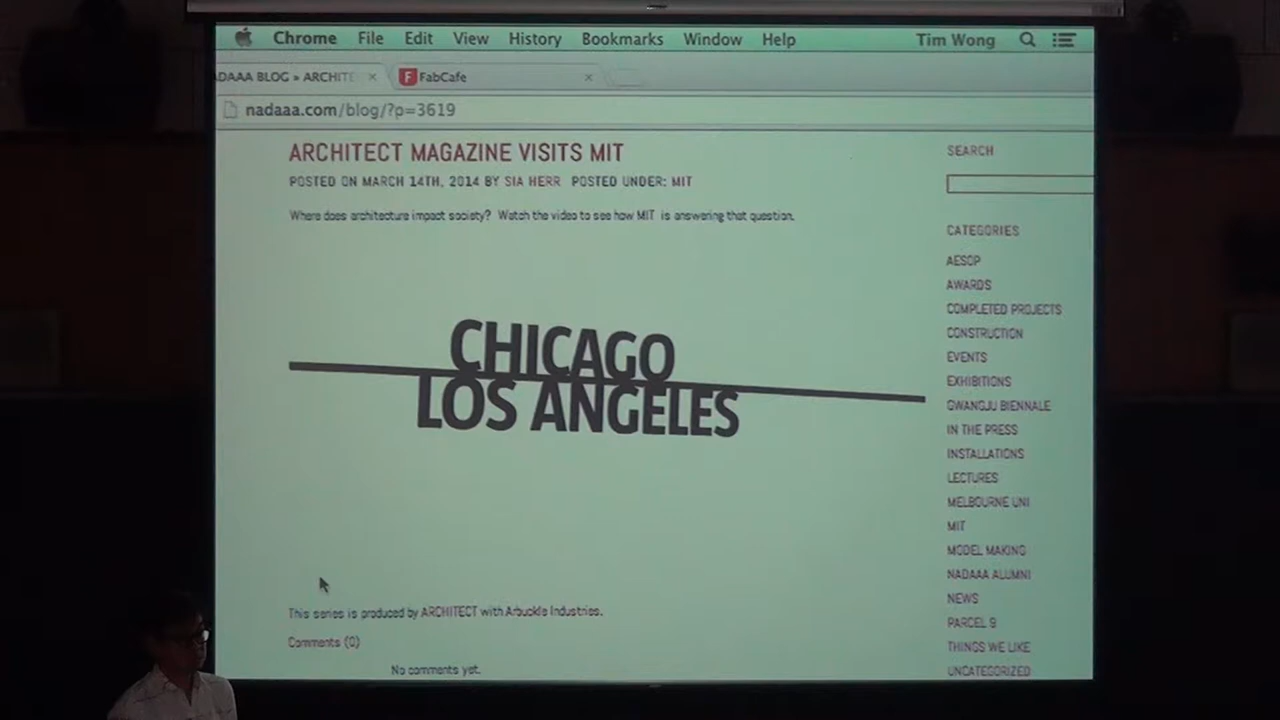 Chrome File Edit View History Bookmarks Window Help Tim Wong
ADAAA BLOG » ARCHITE × F FabCafe ×
nadaaa.com/blog/?p=3619
ARCHITECT MAGAZINE VISITS MIT
POSTED ON MARCH 14TH, 2014 BY SIA HERR POSTED UNDER: MIT
Where does architecture impact society? Watch the video to see how MIT is answering that question.
CHICAGO
LOS ANGELES
This series is produced by ARCHITECT with Arbuckle Industries.
Comments (0)
No comments yet.
SEARCH
CATEGORIES
AESOP
AWARDS
COMPLETED PROJECTS
CONSTRUCTION
EVENTS
EXHIBITIONS
GWANGJU BIENNALE
IN THE PRESS
INSTALLATIONS
LECTURES
MELBOURNE UNI
MIT
MODEL MAKING
NADAAA ALUMNI
NEWS
PARCEL 9
THINGS WE LIKE
UNCATEGORIZED